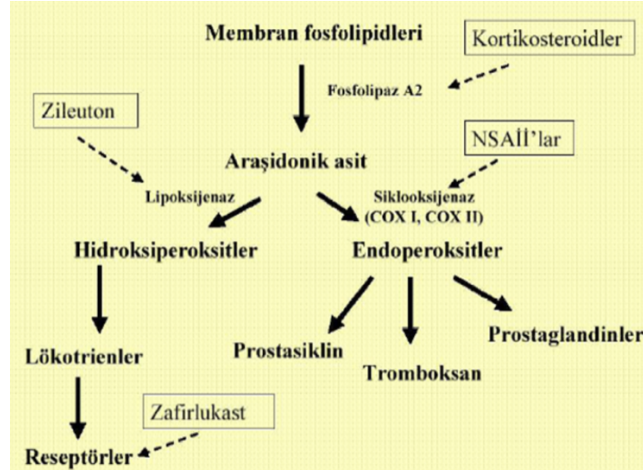 Membran fosfolipidleri
Kortikosteroidler
Fosfolipaz A2
Zileuton
NSAİİ’lar
Araşidonik asit
Lipoksijenaz
Siklooksijenaz
(COX I, COX II)
Hidroksiperoksitler
Endoperoksitler
Lökotrienler
Prostasiklin
Tromboksan
Prostaglandinler
Zafirlukast
Reseptörler